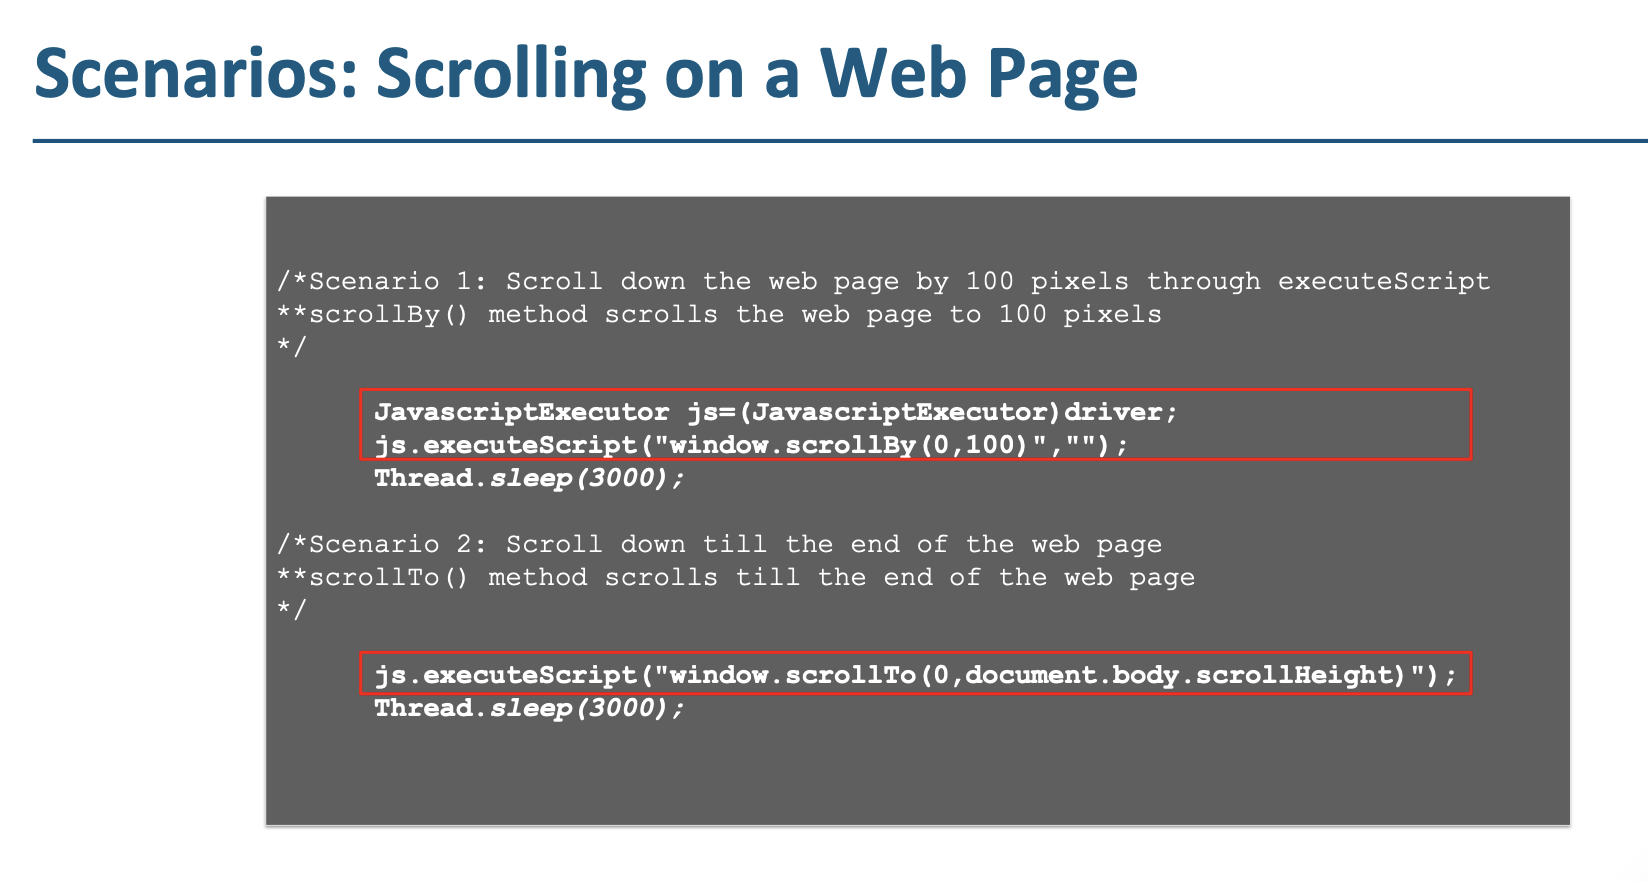 Scenarios: Scrolling on a Web Page
/*Scenario 1: Scroll down the web page by 100 pixels through executeScript
**scrollBy() method scrolls the web page to 100 pixels
*/
JavascriptExecutor js=(JavascriptExecutor)driver;
js.executeScript("window.scrollBy(0,100)","");
Thread.sleep(3000);
/*Scenario 2: Scroll down till the end of the web page
**scrollTo() method scrolls till the end of the web page
*/
js.executeScript("window.scrollTo(0,document.body.scrollHeight)");
Thread.sleep(3000);